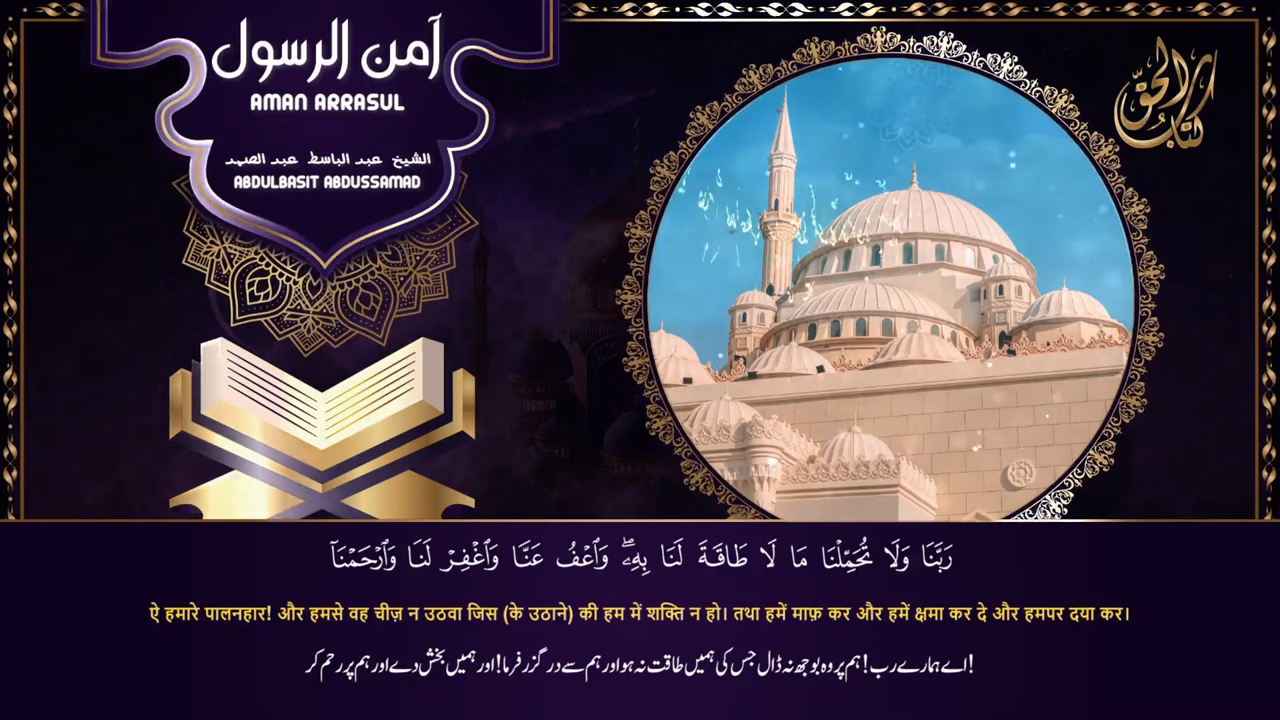 آمن الرسول
AMAN ARRASUL
الشيخ عبد الباسط عبد الصمد
ABDULBASIT ABDUSSAMAD
كتاب الحق
رَبَّنَا وَلَا تُحَمِّلْنَا مَا لَا طَاقَةَ لَنَا بِهِۦۖ وَٱعْفُ عَنَّا وَٱغْفِرْ لَنَا وَٱرْحَمْنَآ
ऐ हमारे पालनहार! और हमसे वह चीज़ न उठवा जिस (के उठाने) की हम में शक्ति न हो। तथा हमें माफ़ कर और हमें क्षमा कर दे और हमपर दया कर।
اے ہمارے رب! ہم پر وہ بوجھ نہ ڈال جس کی ہمیں طاقت نہ ہو اور ہم سے در گزر فرما! اور ہمیں بخش دے اور ہم پر رحم کر!